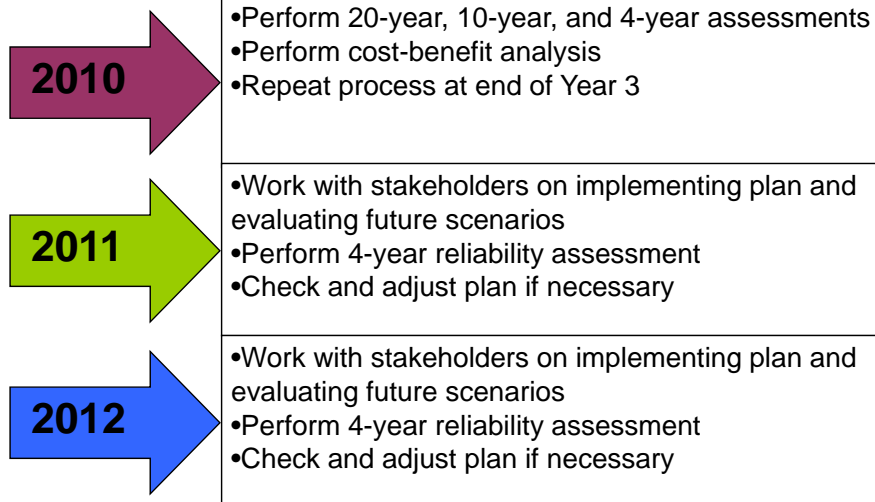 2010
•Perform 20-year, 10-year, and 4-year assessments
•Perform cost-benefit analysis
•Repeat process at end of Year 3
2011
•Work with stakeholders on implementing plan and
evaluating future scenarios
•Perform 4-year reliability assessment
•Check and adjust plan if necessary
2012
•Work with stakeholders on implementing plan and
evaluating future scenarios
•Perform 4-year reliability assessment
•Check and adjust plan if necessary